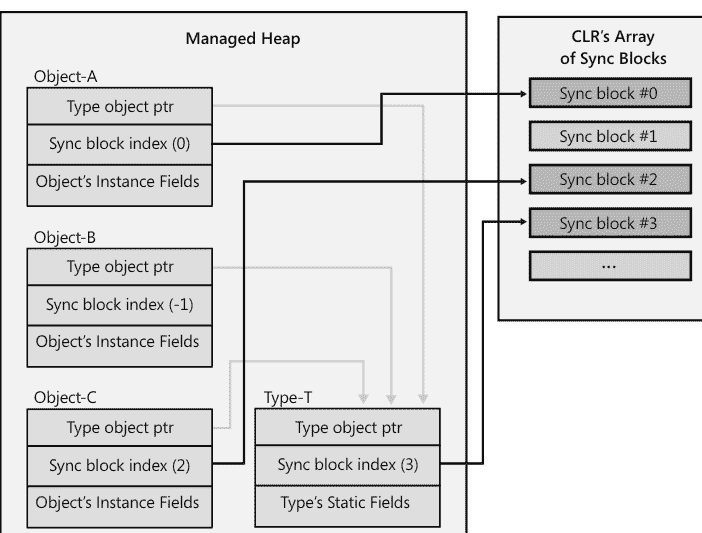 Managed Heap
Object-A
Type object ptr
Sync block index (0)
Object's Instance Fields
Object-B
Type object ptr
Sync block index (-1)
Object's Instance Fields
Object-C
Type object ptr
Sync block index (2)
Object's Instance Fields
Type-T
Type object ptr
Sync block index (3)
Type's Static Fields
CLR's Array
of Sync Blocks
Sync block #0
Sync block #1
Sync block #2
Sync block #3
...